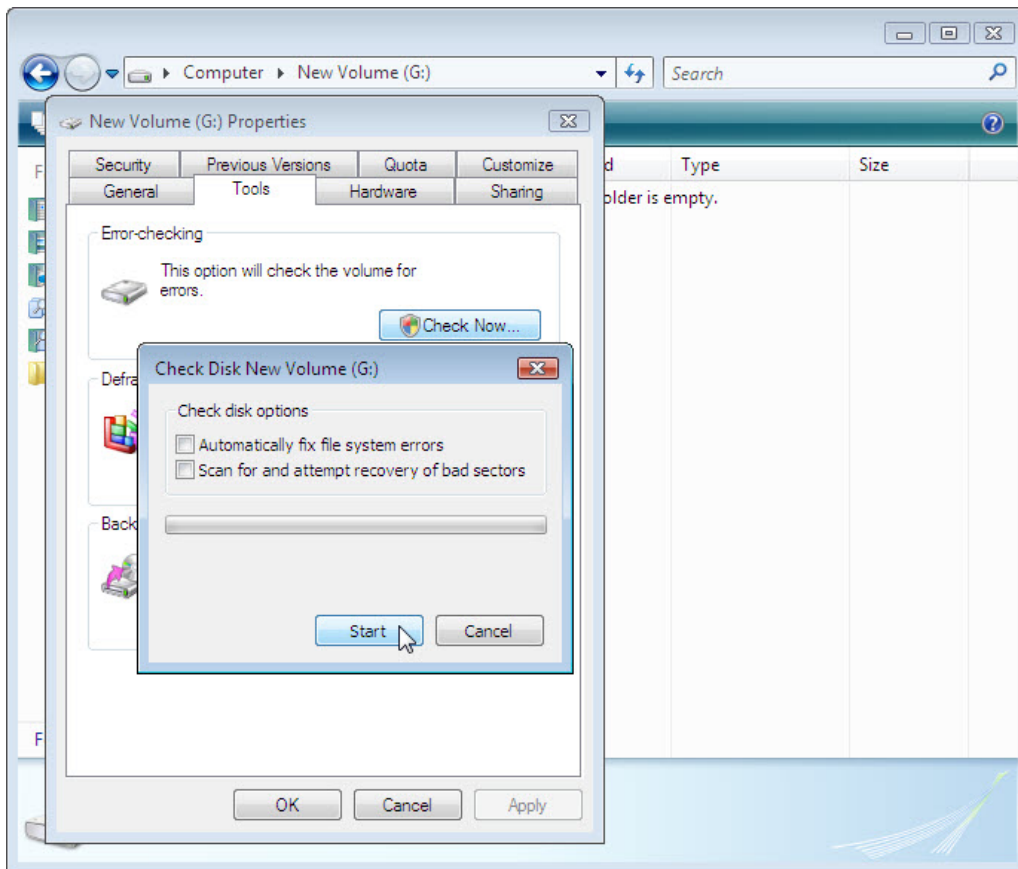 Computer
New Volume (G:)
Search
New Volume (G:) Properties
Security
Previous Versions
Quota
Customize
General
Tools
Hardware
Sharing
Type
Size
older is empty.
Error-checking
This option will check the volume for
errors.
Check Now...
Defra
Check Disk New Volume (G:)
Check disk options
Automatically fix file system errors
Scan for and attempt recovery of bad sectors
Back
Start
Cancel
F
OK
Cancel
Apply